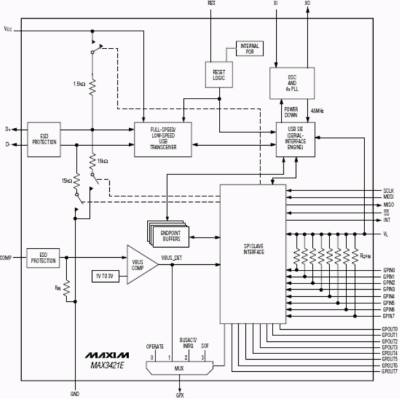 RES XI XO
VCC
INTERNAL POR
RESET LOGIC
OSC AND 4x PLL
1.5kΩ
POWER DOWN
48MHz
D+
D-
ESD PROTECTION
FULL-SPEED/ LOW-SPEED USB TRANSCEIVER
USB SIE (SERIAL- INTERFACE ENGINE)
15kΩ
15kΩ
SCLK
MOSI
MISO
SS
INT
ENDPOINT BUFFERS
SPI SLAVE INTERFACE
VL
RGPIN
VBCOMP
ESD PROTECTION
VBUS COMP
VBUS_DET
1V TO 3V
RIN
GPIN0
GPIN1
GPIN2
GPIN3
GPIN4
GPIN5
GPIN6
GPIN7
MAXIM
MAX3421E
OPERATE
BUSACT/ INIRQ
SOF
0 1 2 3
MUX
GPOUT0
GPOUT1
GPOUT2
GPOUT3
GPOUT4
GPOUT5
GPOUT6
GPOUT7
GND
GPX